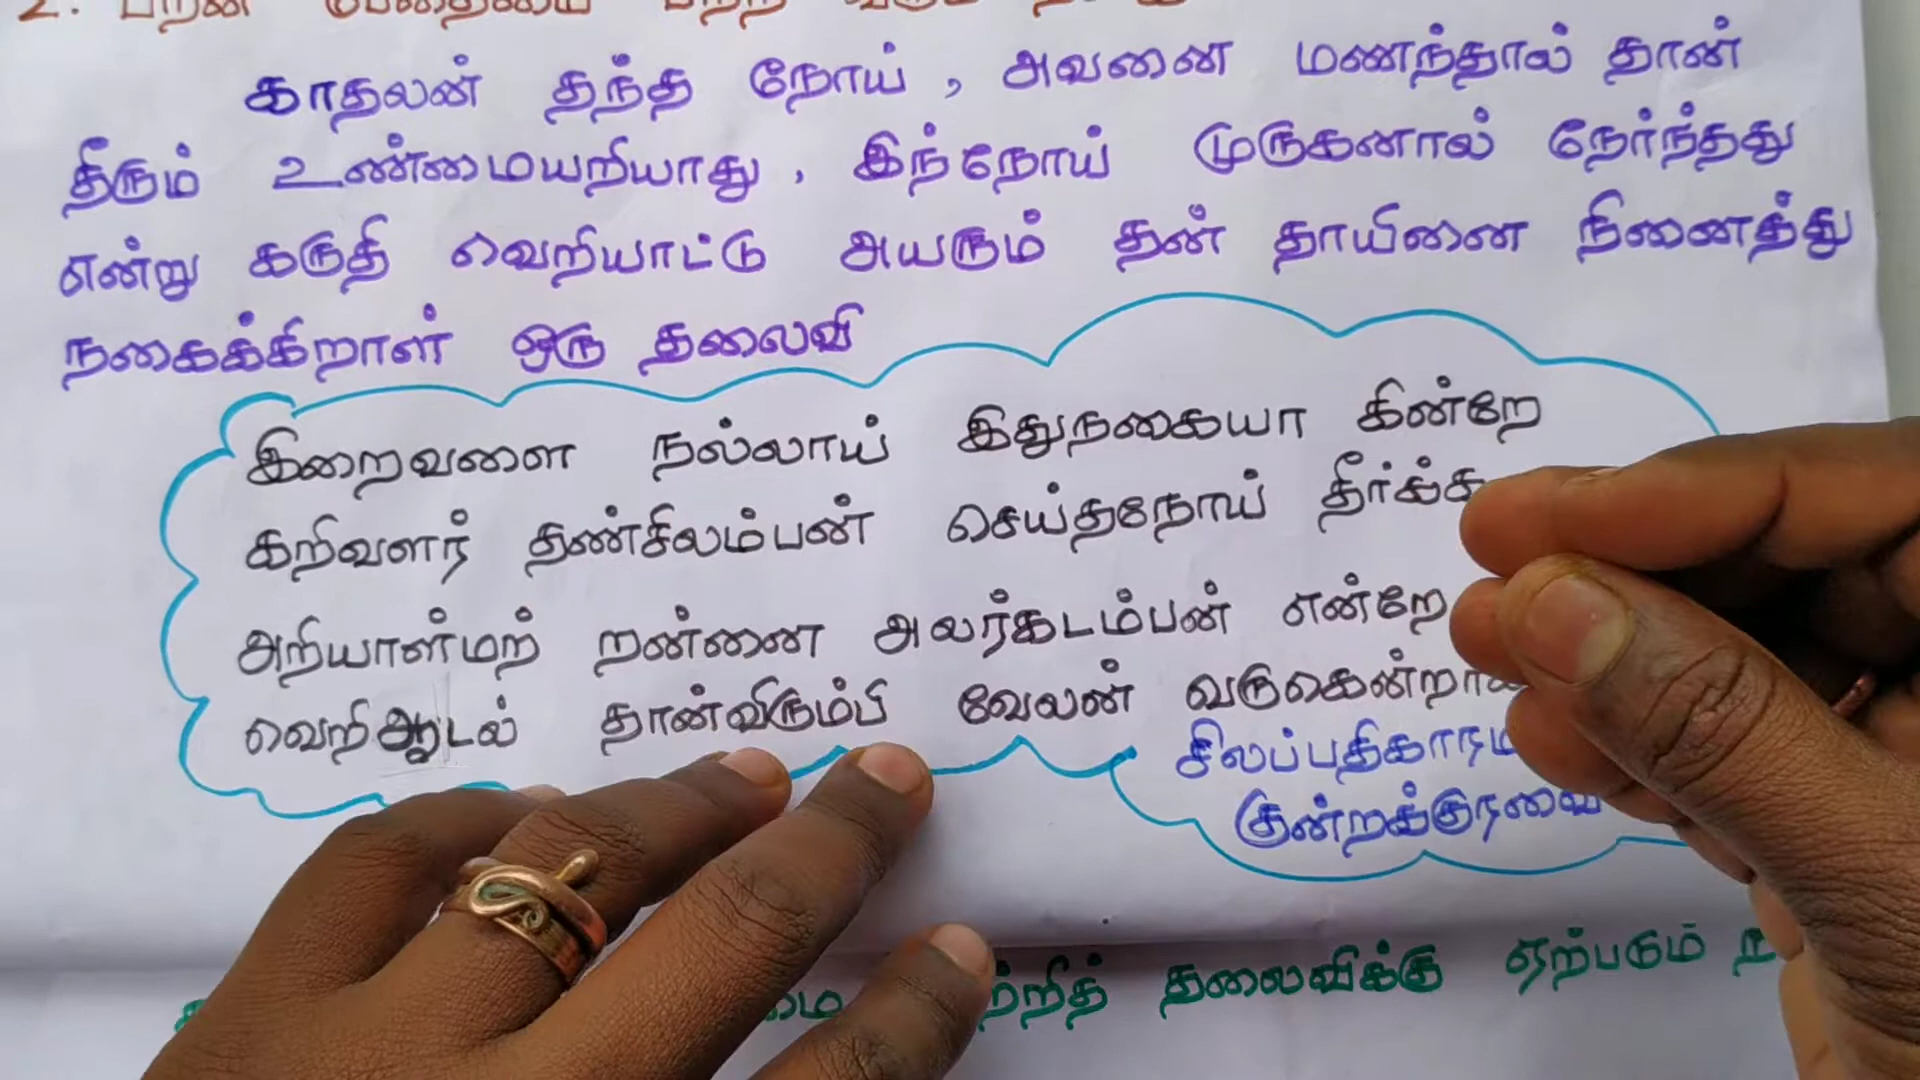 காதலன் தந்த நோய் , அவனை மணந்தால் தான்
தீரும் உண்மையறியாது , இந்நோய் முருகனால் நேர்ந்தது
என்று கருதி வெறியாட்டு அயரும் தன் தாயினை நினைத்து
நகைக்கிறாள் ஒரு தலைவி
இறைவளை நல்லாய் இதுநகையா கின்றே
கறிவளர் தண்சிலம்பன் செய்தநோய் தீர்க்க
அறியாள்மற் றன்னை அலர்கடம்பன் என்றே
வெறிஆடல் தான்விரும்பி வேலன் வருகென்றாள்
சிலப்பதிகாரம்
குன்றக்குரவை
தலைவிக்கு ஏற்படும்